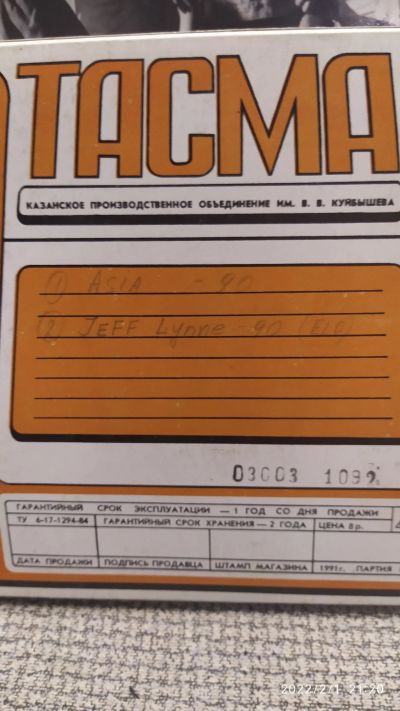 ТАСМА
КАЗАНСКОЕ ПРОИЗВОДСТВЕННОЕ ОБЪЕДИНЕНИЕ ИМ. В. В. КУЙБЫШЕВА
① ASIA - 90
② JEFF Lynne - 90 (ELO)
03003 1092
ГАРАНТИЙНЫЙ СРОК ЭКСПЛУАТАЦИИ — 1 ГОД СО ДНЯ ПРОДАЖИ
ТУ 6-17-1294-84 ГАРАНТИЙНЫЙ СРОК ХРАНЕНИЯ — 2 ГОДА ЦЕНА 8 р.
ДАТА ПРОДАЖИ ПОДПИСЬ ПРОДАВЦА ШТАМП МАГАЗИНА 1991г. ПАРТИЯ
2022/2/1 21:20